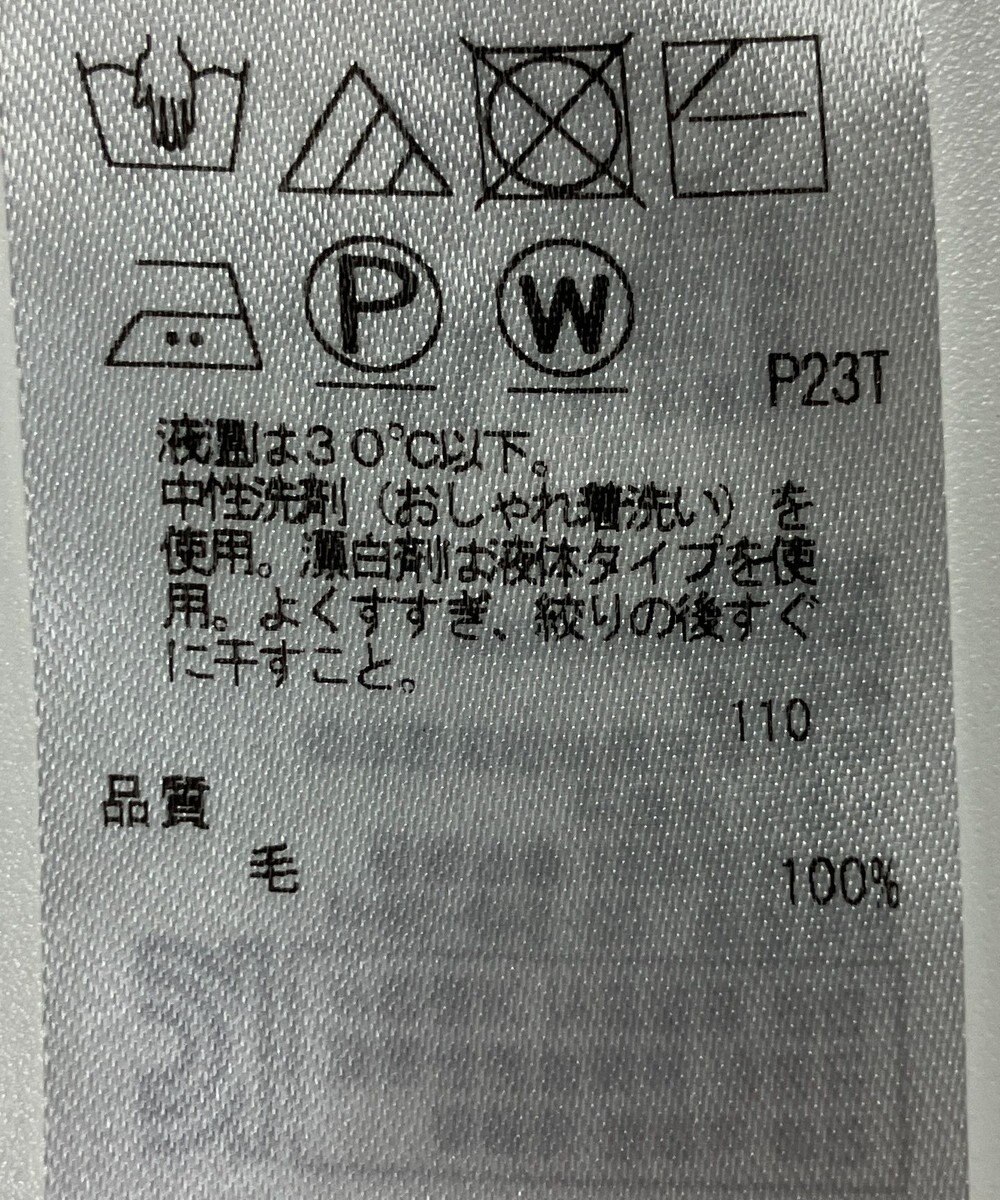 P
W
P23T
液温は30℃以下。
中性洗剤（おしゃれ着洗い）を
使用。漂白剤は液体タイプを使
用。よくすすぎ、絞りの後すぐ
に干すこと。
110
品質
毛 100%